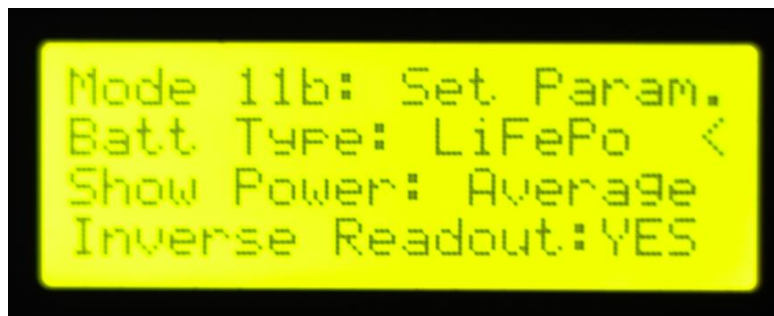 Mode 11b: Set Param.
Batt Type: LiFePo <
Show Power: Average
Inverse Readout:YES